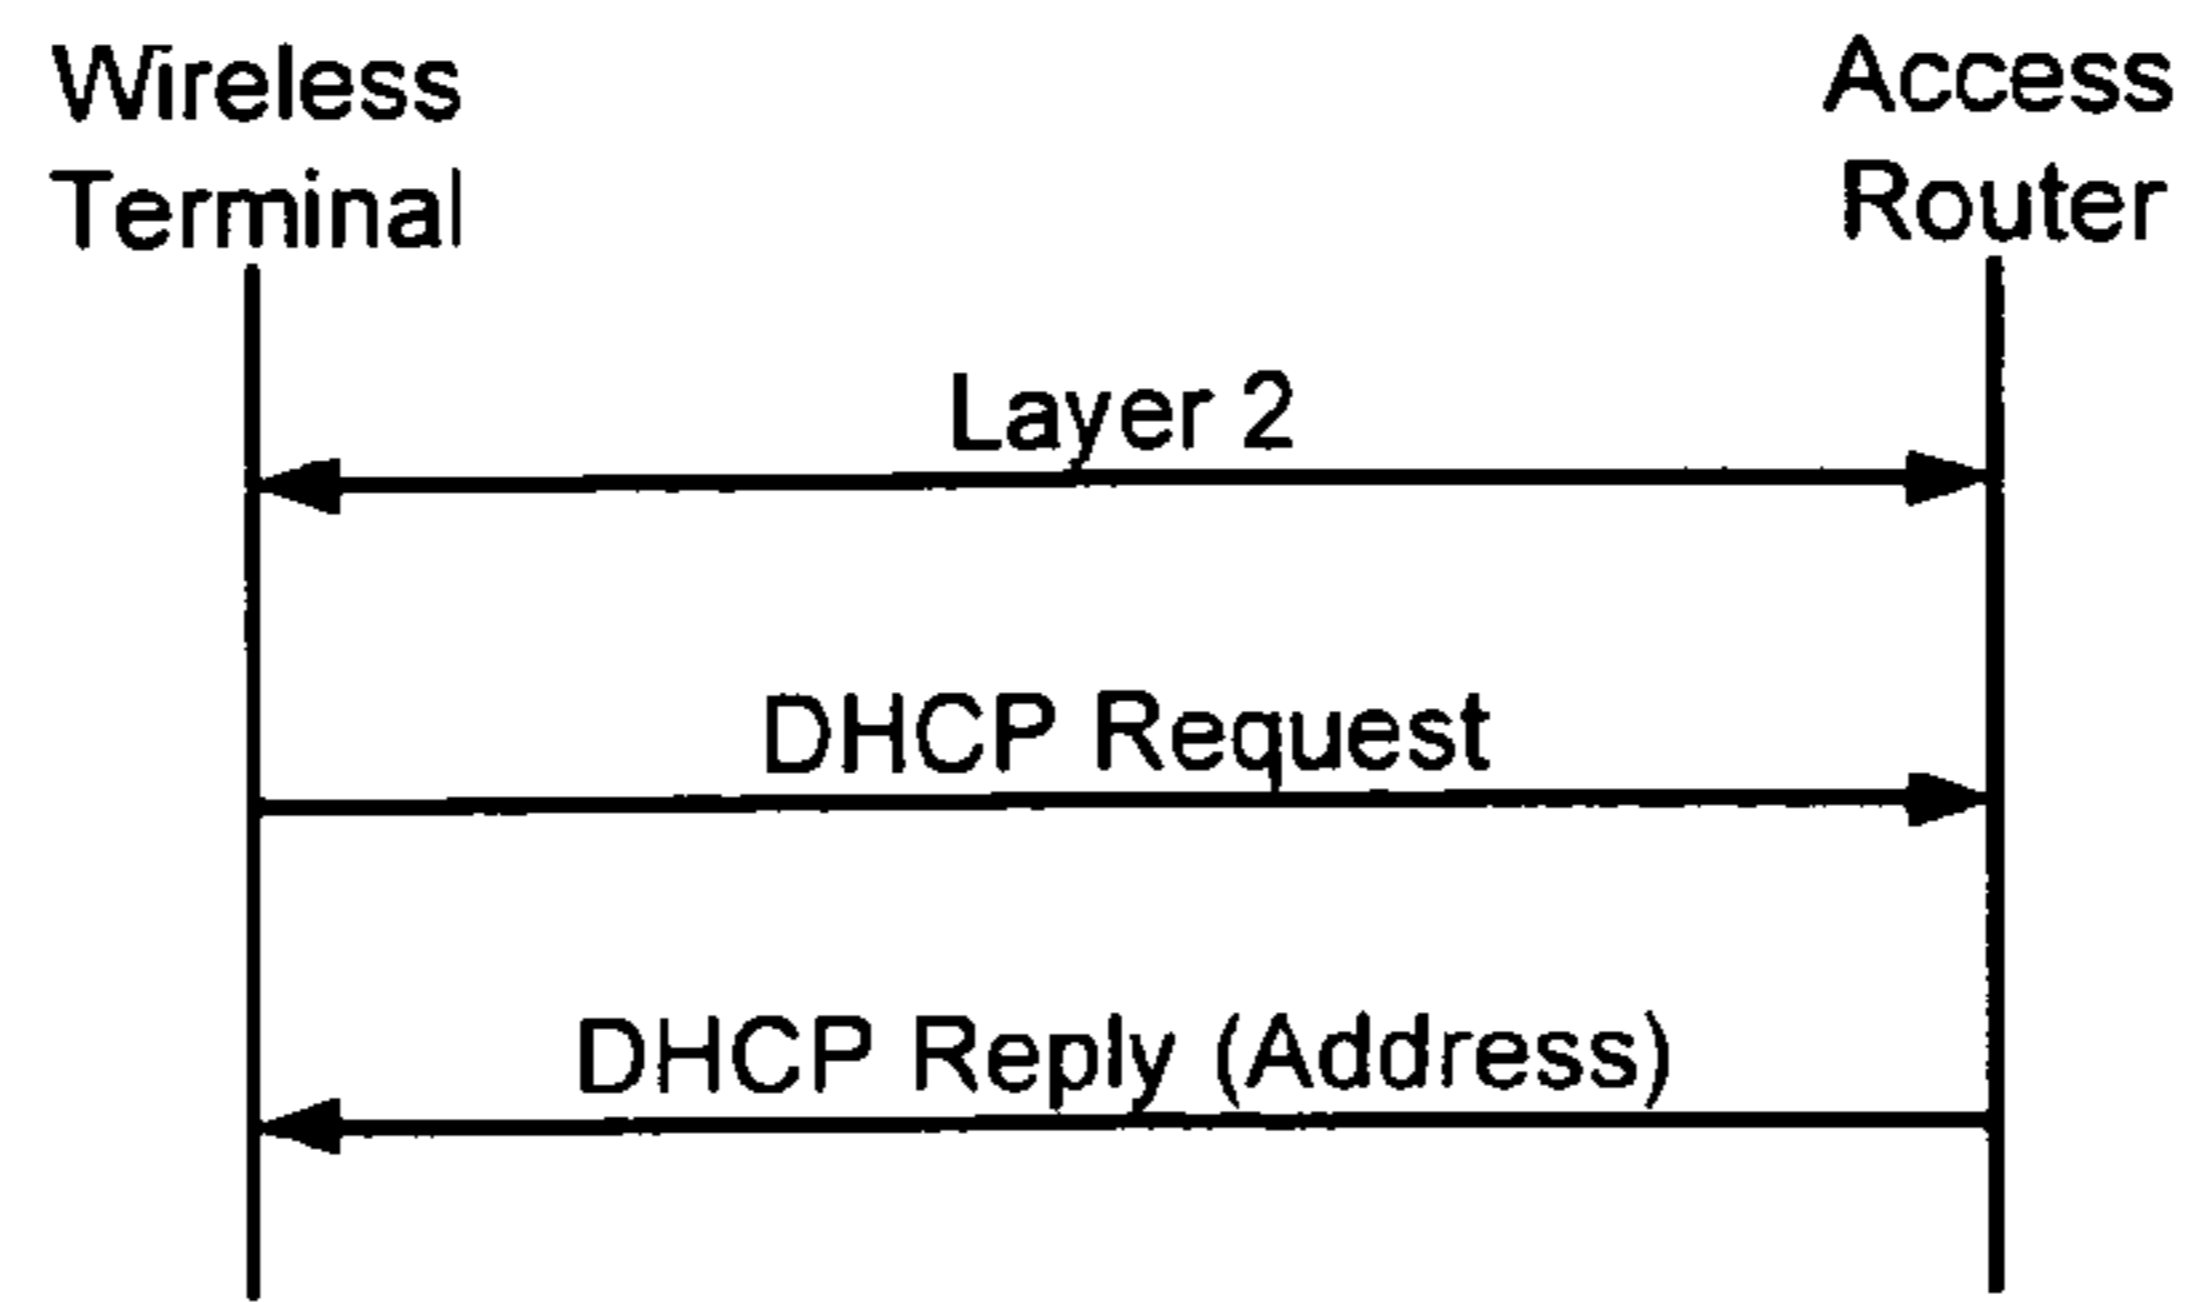 Wireless
Terminal
Access
Router
Layer 2
DHCP Request
DHCP Reply (Address)